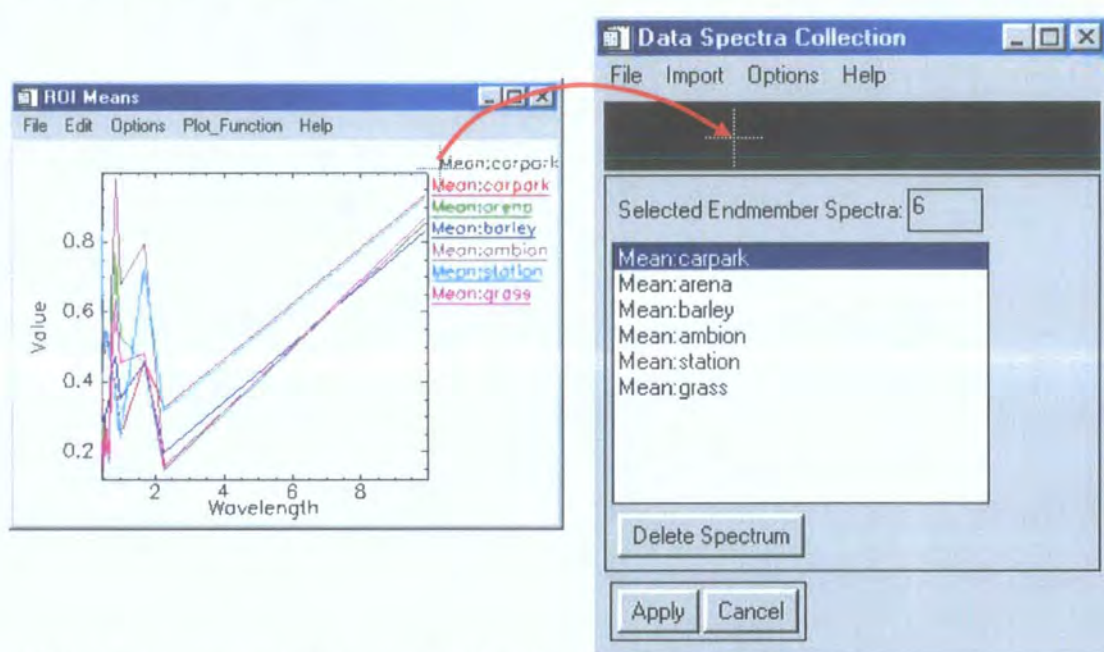 ROI Means
File Edit Options Plot_Function Help
Mean:carpark
Mean:carpark
Mean:arena
Mean:barley
Mean:ambion
Mean:station
Mean:grass
0.8
0.6
0.4
0.2
Value
2 4 6 8
Wavelength
Data Spectra Collection
File Import Options Help
Selected Endmember Spectra: 6
Mean:carpark
Mean:arena
Mean:barley
Mean:ambion
Mean:station
Mean:grass
Delete Spectrum
Apply Cancel